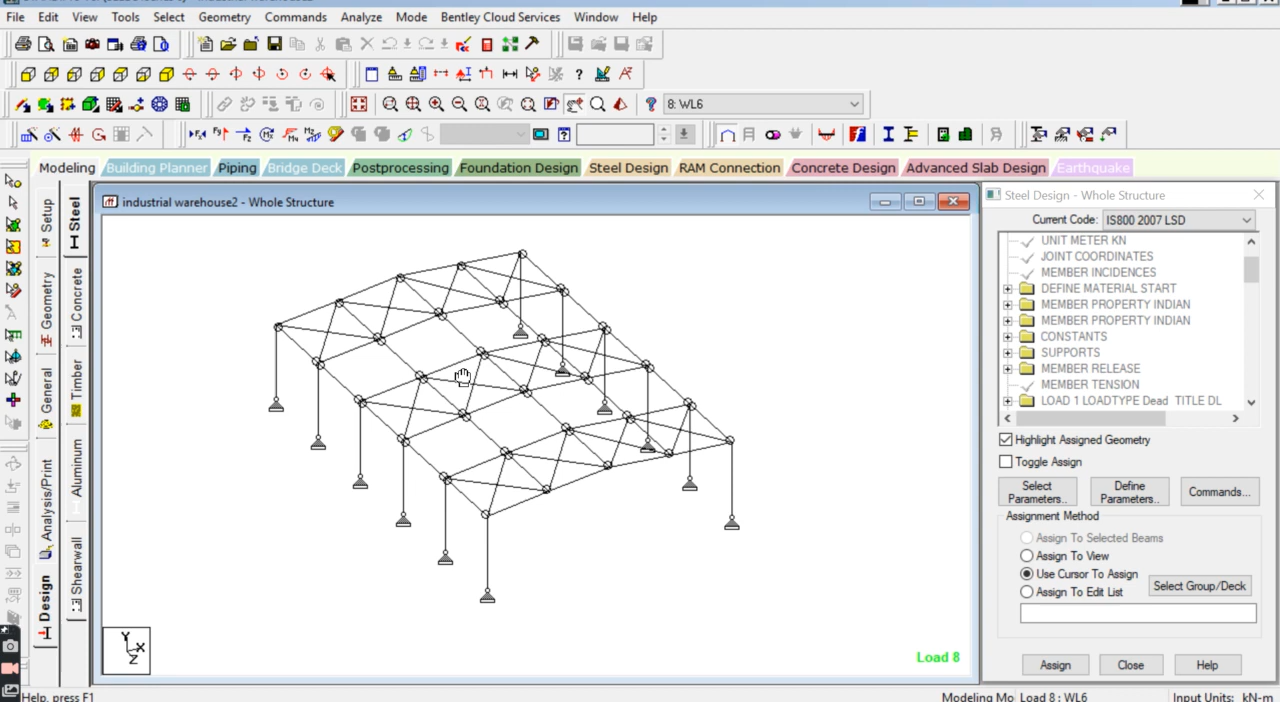 File Edit View Tools Select Geometry Commands Analyze Mode Bentley Cloud Services Window Help
8: WL6
Modeling Building Planner Piping Bridge Deck Postprocessing Foundation Design Steel Design RAM Connection Concrete Design Advanced Slab Design Earthquake
Setup
Geometry
General
Analysis/Print
Design
Steel
Concrete
Timber
Aluminum
Shearwall
industrial warehouse2 - Whole Structure
Y
X
Z
Load 8
Steel Design - Whole Structure
Current Code: IS800 2007 LSD
UNIT METER KN
JOINT COORDINATES
MEMBER INCIDENCES
DEFINE MATERIAL START
MEMBER PROPERTY INDIAN
MEMBER PROPERTY INDIAN
CONSTANTS
SUPPORTS
MEMBER RELEASE
MEMBER TENSION
LOAD 1 LOADTYPE Dead TITLE DL
Highlight Assigned Geometry
Toggle Assign
Select Parameters..
Define Parameters..
Commands...
Assignment Method
Assign To Selected Beams
Assign To View
Use Cursor To Assign
Select Group/Deck
Assign To Edit List
Assign Close Help
Help, press F1
Modeling Mo Load 8 : WL6 Input Units: kN-m